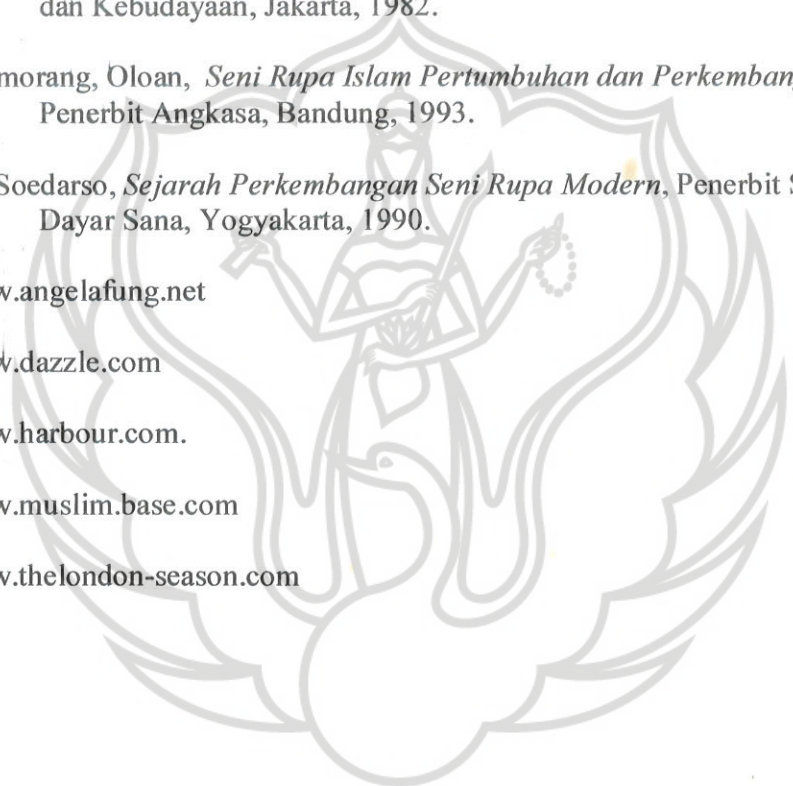 dan Kebudayaan, Jakarta, 1982.
morang, Oloan, Seni Rupa Islam Pertumbuhan dan Perkemban
Penerbit Angkasa, Bandung, 1993.
Soedarso, Sejarah Perkembangan Seni Rupa Modern, Penerbit S
Dayar Sana, Yogyakarta, 1990.
w.angelafung.net
w.dazzle.com
w.harbour.com.
w.muslim.base.com
w.thelondon-season.com